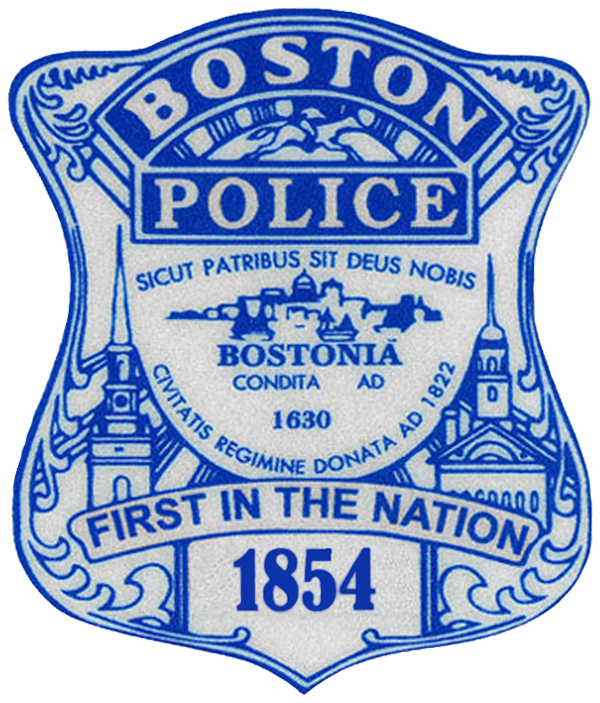 BOSTON
POLICE
SICUT PATRIBUS SIT DEUS NOBIS
BOSTONIA
CONDITA AD
1630
CIVITATIS REGIMINE DONATA AD 1822
FIRST IN THE NATION
1854